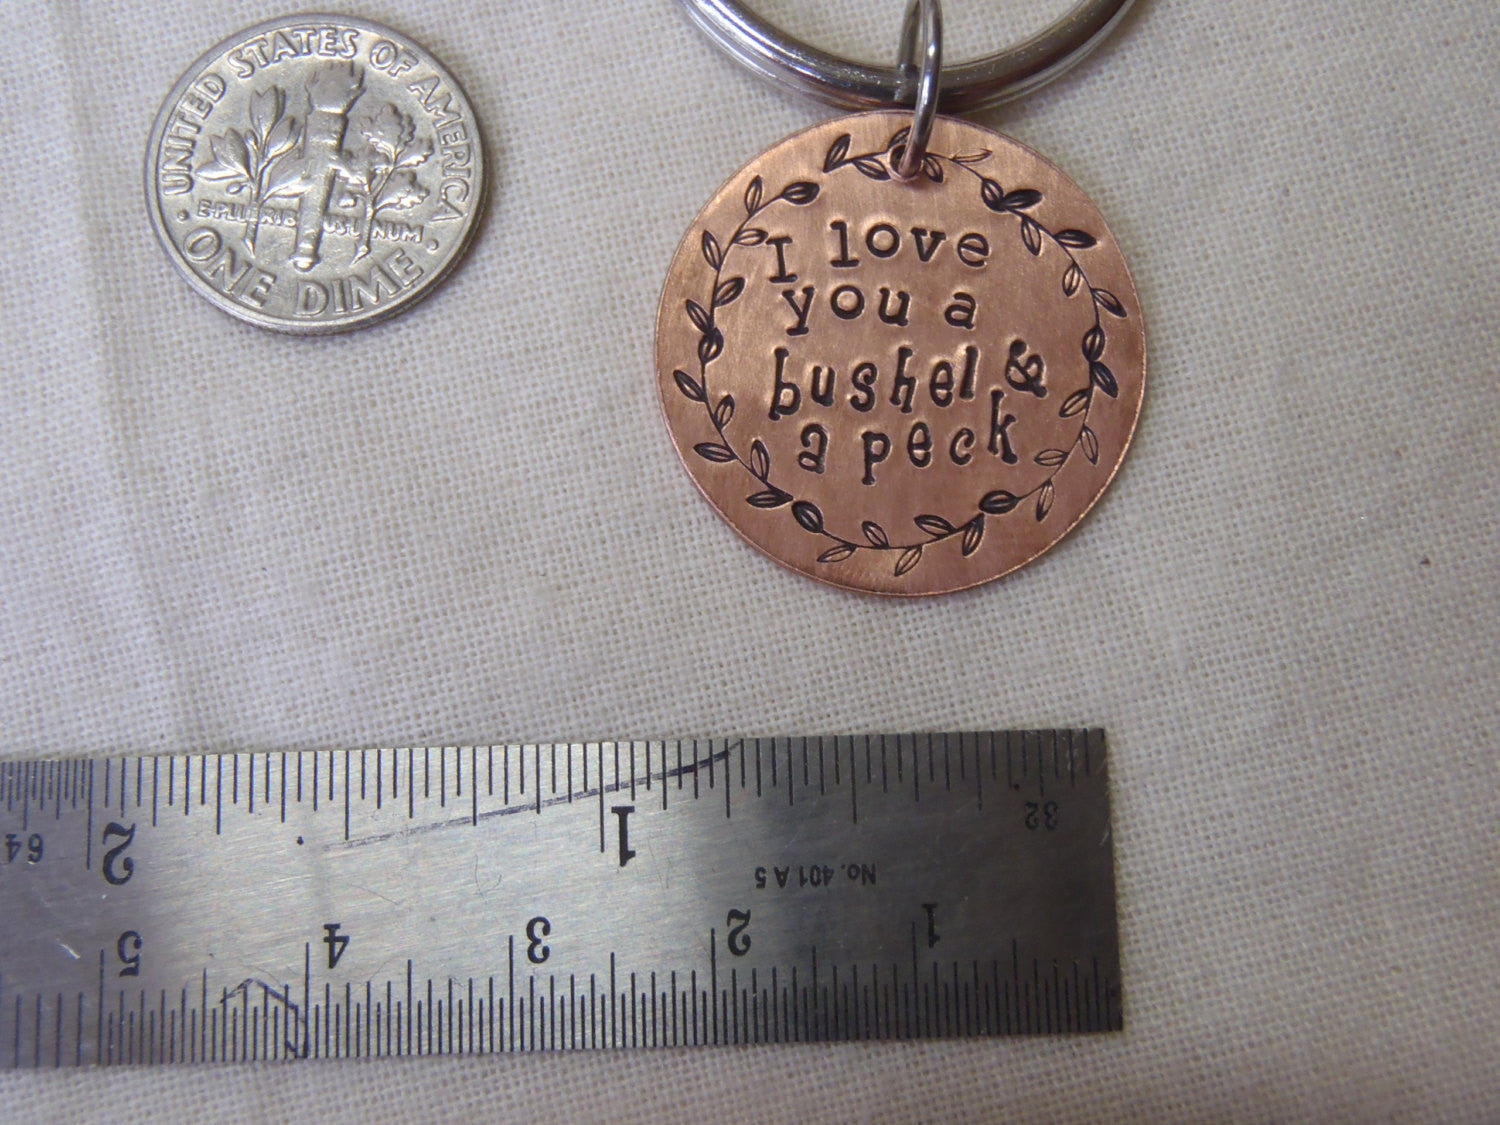 UNITED STATES OF AMERICA
E·PLURIBUS UNUM
ONE DIME
I love
you a
bushel &
a peck
32
1
2
64
No. 401 A 5
1
2
3
4
5